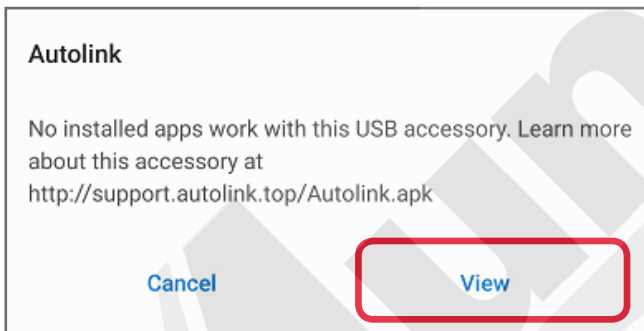 Autolink
No installed apps work with this USB accessory. Learn more
about this accessory at
http://support.autolink.top/Autolink.apk
Cancel
View